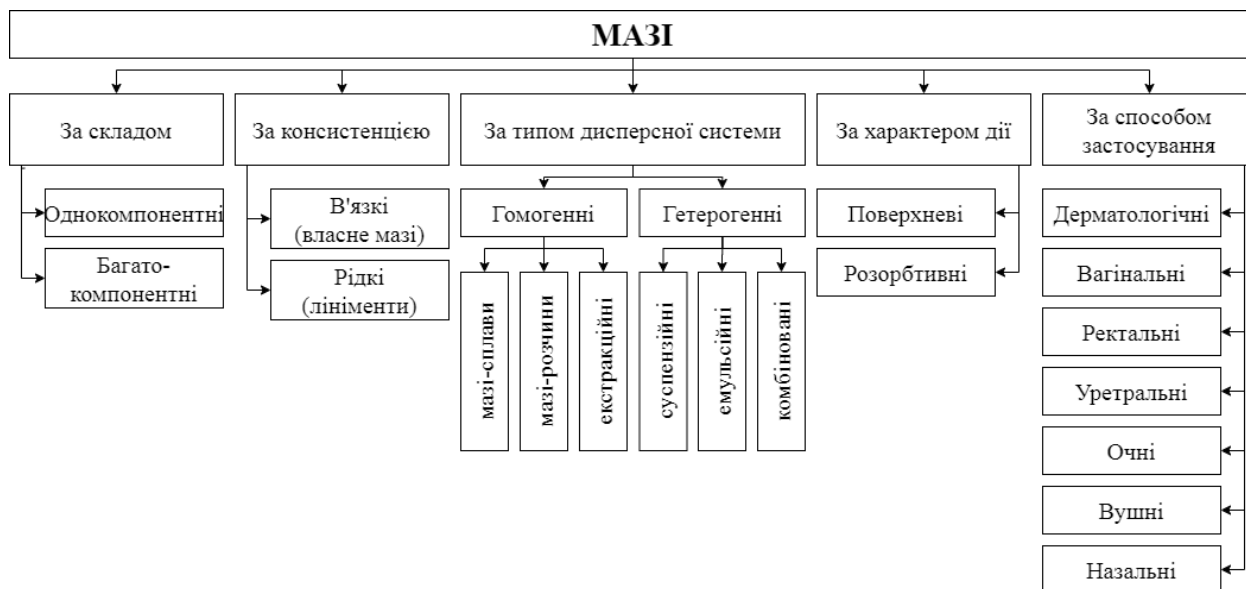 МАЗІ
За складом
За консистенцією
За типом дисперсної системи
За характером дії
За способом
застосування
Однокомпонентні
Багато-
компонентні
В'язкі
(власне мазі)
Рідкі
(лініменти)
Гомогенні
Гетерогенні
мазі-сплави
мазі-розчини
екстракційні
суспензійні
емульсійні
комбіновані
Поверхневі
Розорбтивні
Дерматологічні
Вагінальні
Ректальні
Уретральні
Очні
Вушні
Назальні